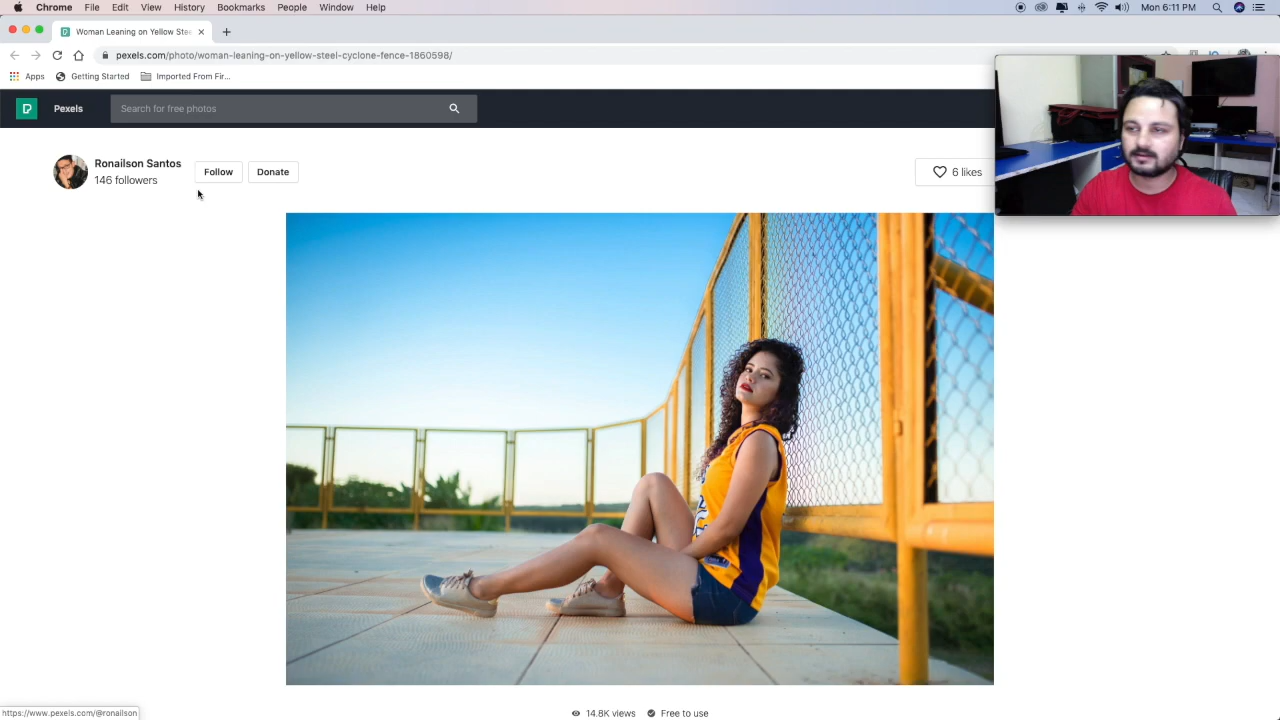 Chrome File Edit View History Bookmarks People Window Help Mon 6:11 PM
Woman Leaning on Yellow Stee
pexels.com/photo/woman-leaning-on-yellow-steel-cyclone-fence-1860598/
Apps Getting Started Imported From Fir...
Pexels Search for free photos
Ronailson Santos
146 followers
Follow Donate
6 likes
14.8K views Free to use
https://www.pexels.com/@ronailson